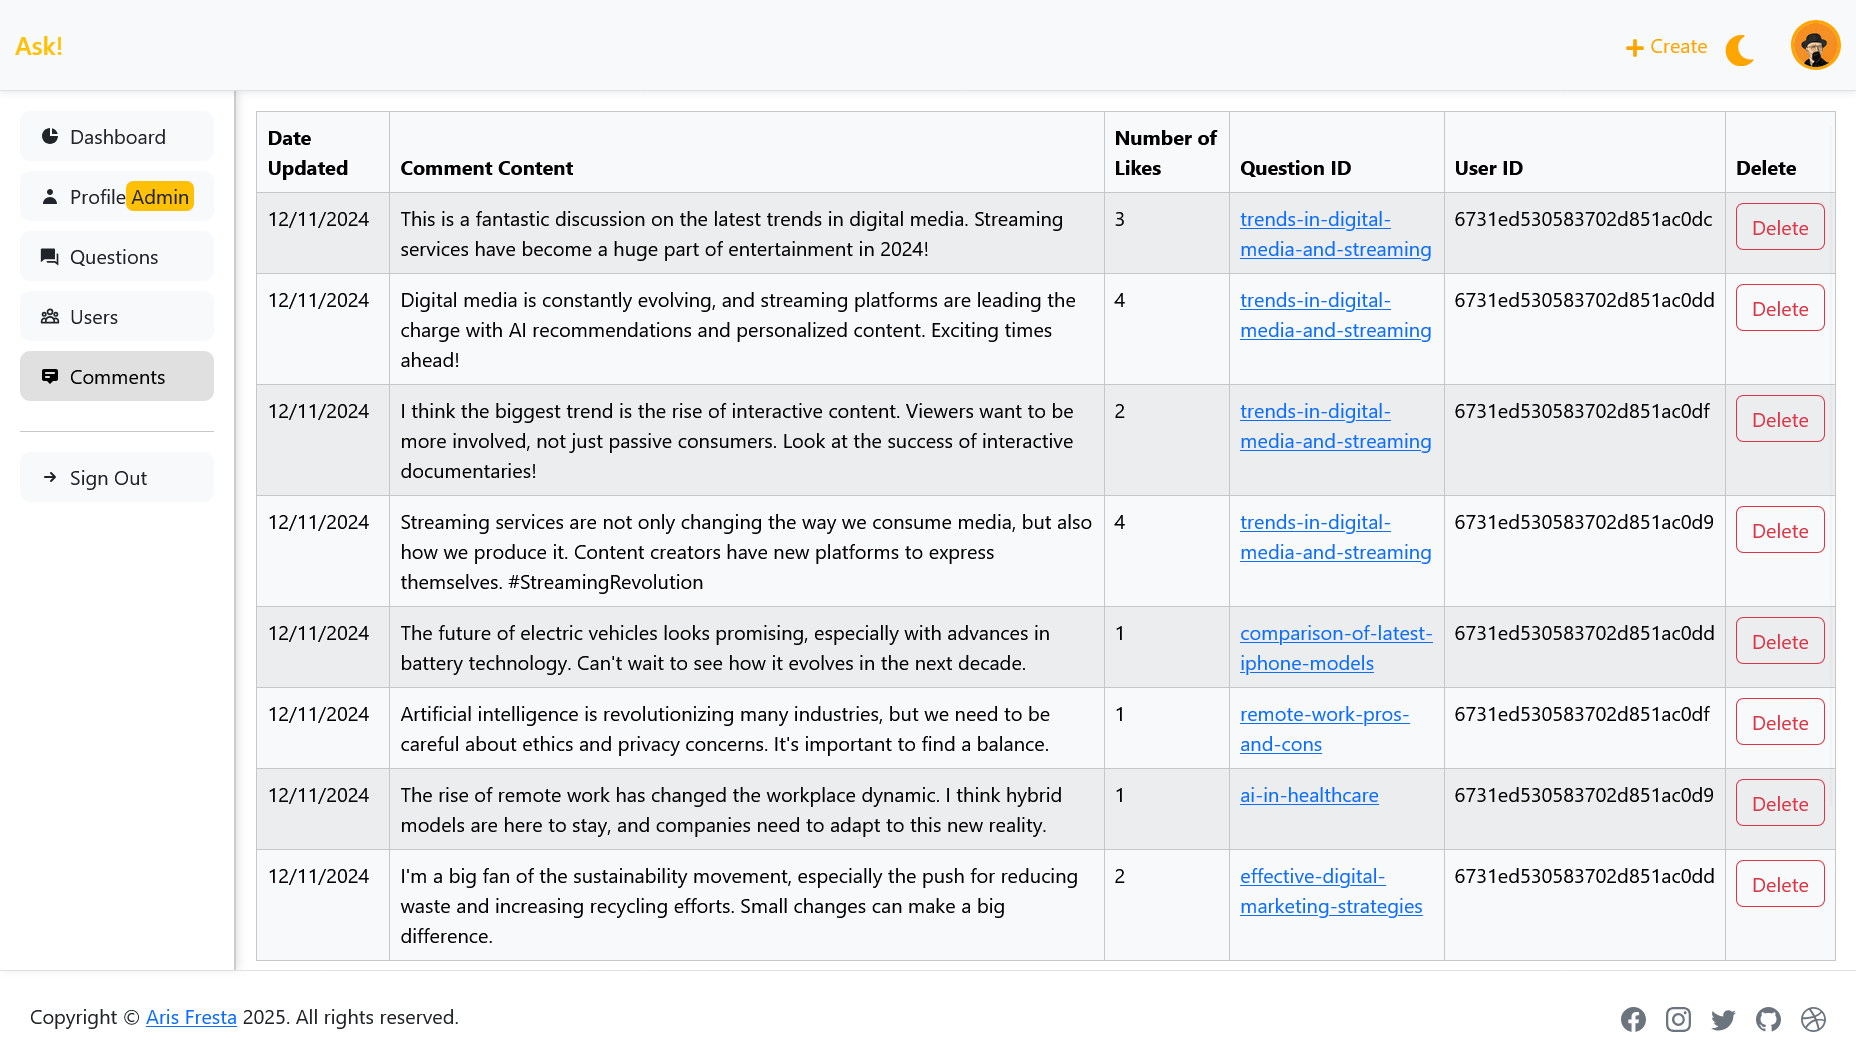 Ask!
Create
Dashboard
Profile Admin
Questions
Users
Comments
Sign Out
Date Updated
Comment Content
Number of Likes
Question ID
User ID
Delete
12/11/2024
This is a fantastic discussion on the latest trends in digital media. Streaming
services have become a huge part of entertainment in 2024!
3
trends-in-digital-
media-and-streaming
6731ed530583702d851ac0dc
Delete
12/11/2024
Digital media is constantly evolving, and streaming platforms are leading the
charge with AI recommendations and personalized content. Exciting times
ahead!
4
trends-in-digital-
media-and-streaming
6731ed530583702d851ac0dd
Delete
12/11/2024
I think the biggest trend is the rise of interactive content. Viewers want to be
more involved, not just passive consumers. Look at the success of interactive
documentaries!
2
trends-in-digital-
media-and-streaming
6731ed530583702d851ac0df
Delete
12/11/2024
Streaming services are not only changing the way we consume media, but also
how we produce it. Content creators have new platforms to express
themselves. #StreamingRevolution
4
trends-in-digital-
media-and-streaming
6731ed530583702d851ac0d9
Delete
12/11/2024
The future of electric vehicles looks promising, especially with advances in
battery technology. Can't wait to see how it evolves in the next decade.
1
comparison-of-latest-
iphone-models
6731ed530583702d851ac0dd
Delete
12/11/2024
Artificial intelligence is revolutionizing many industries, but we need to be
careful about ethics and privacy concerns. It's important to find a balance.
1
remote-work-pros-
and-cons
6731ed530583702d851ac0df
Delete
12/11/2024
The rise of remote work has changed the workplace dynamic. I think hybrid
models are here to stay, and companies need to adapt to this new reality.
1
ai-in-healthcare
6731ed530583702d851ac0d9
Delete
12/11/2024
I'm a big fan of the sustainability movement, especially the push for reducing
waste and increasing recycling efforts. Small changes can make a big
difference.
2
effective-digital-
marketing-strategies
6731ed530583702d851ac0dd
Delete
Copyright © Aris Fresta 2025. All rights reserved.